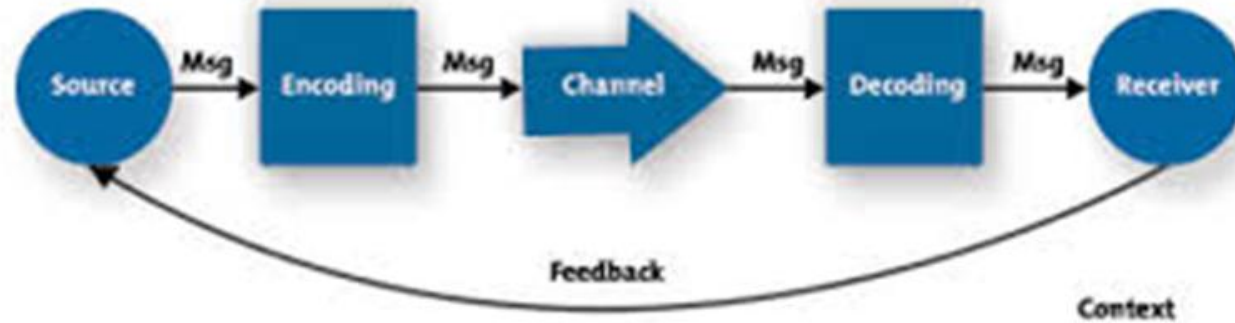 Msg Msg Msg Msg
Source Encoding Channel Decoding Receiver
Feedback
Context